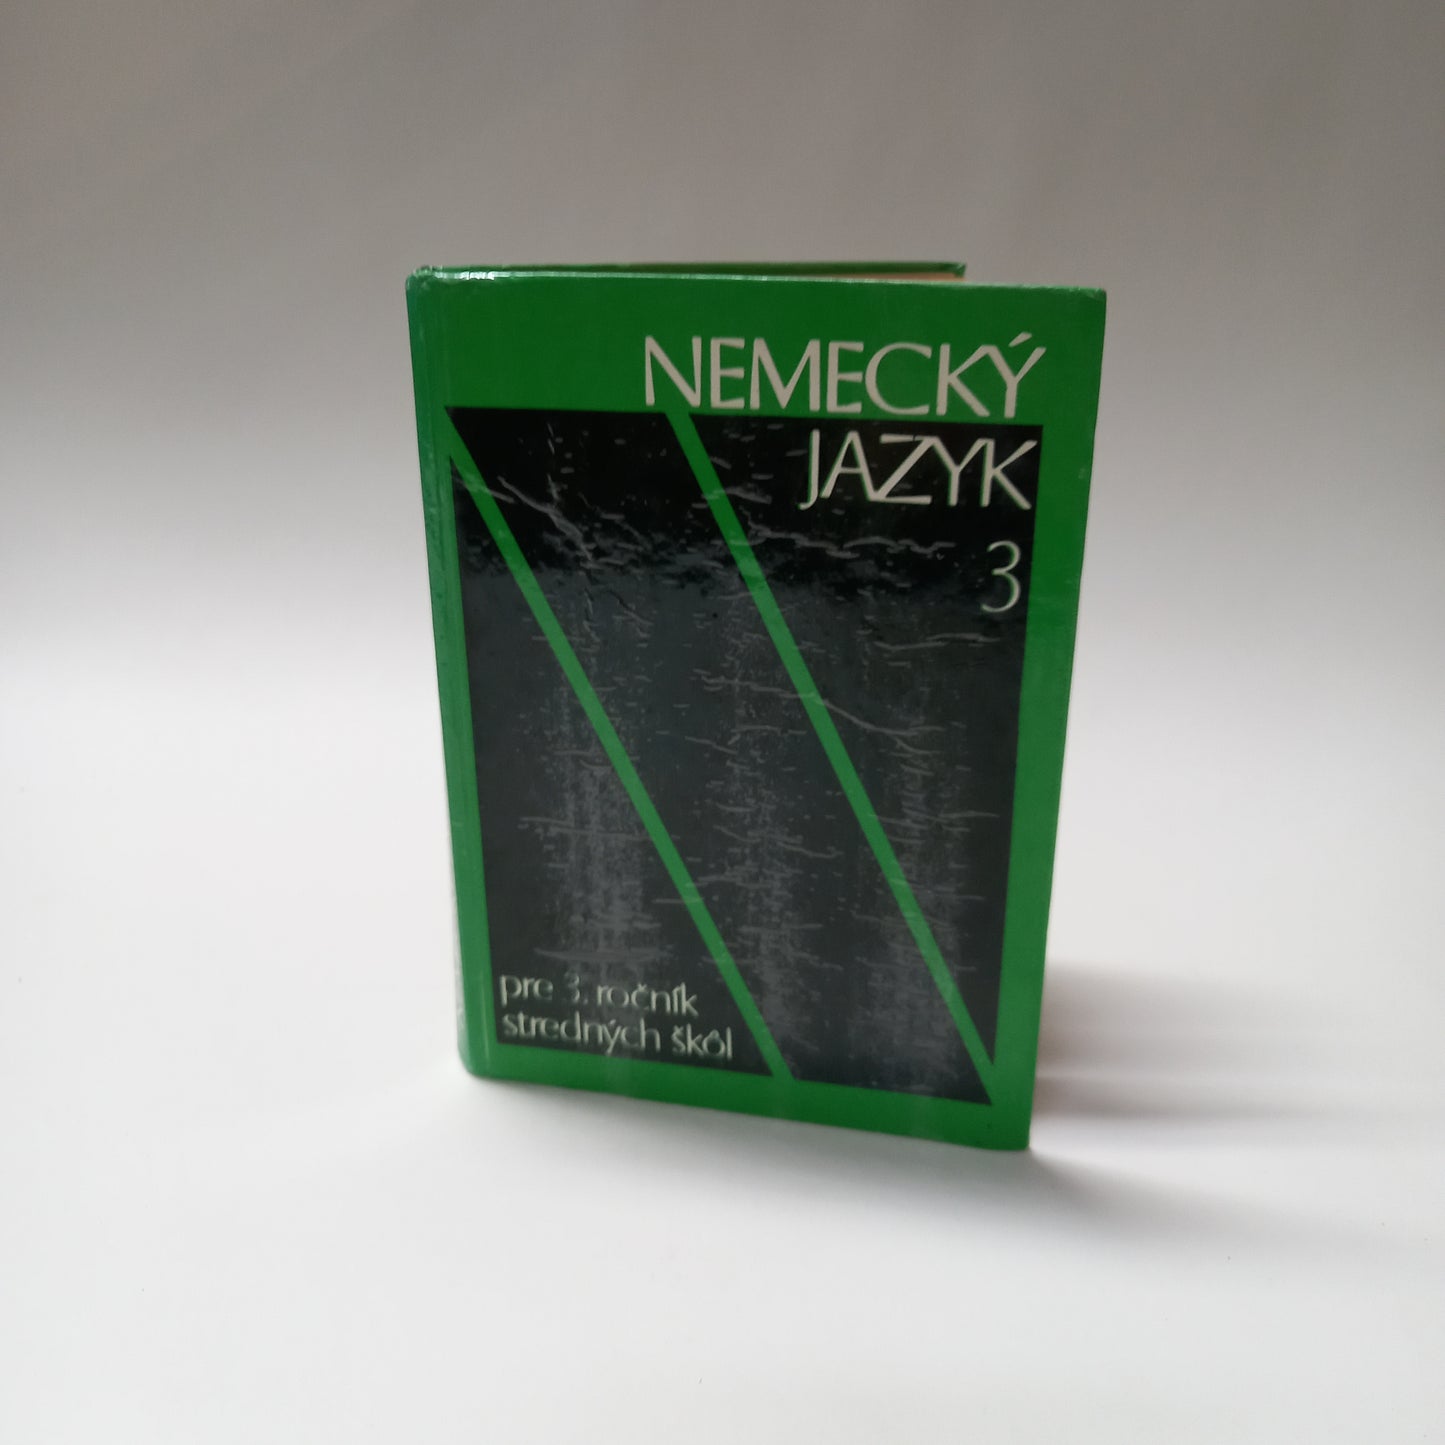 NEMECKÝ
JAZYK
3
pre 3. ročník
stredných škôl